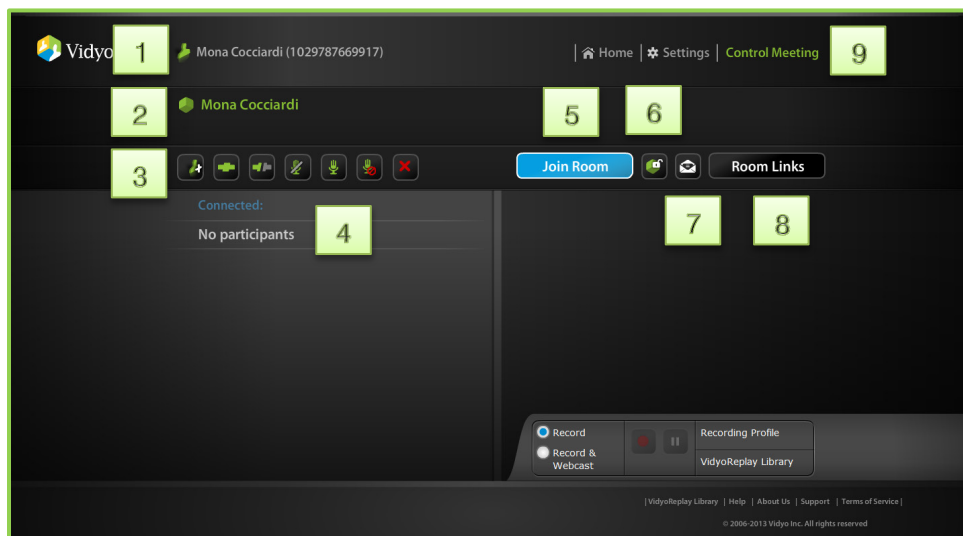 Vidyo
1
Mona Cocciardi (1029787669917)
Home | Settings | Control Meeting
9
2
Mona Cocciardi
5
6
3
Join Room
Room Links
Connected:
No participants
4
7
8
Record
Record & Webcast
Recording Profile
VidyoReplay Library
|VidyoReplay Library | Help | About Us | Support | Terms of Service|
© 2006-2013 Vidyo Inc. All rights reserved